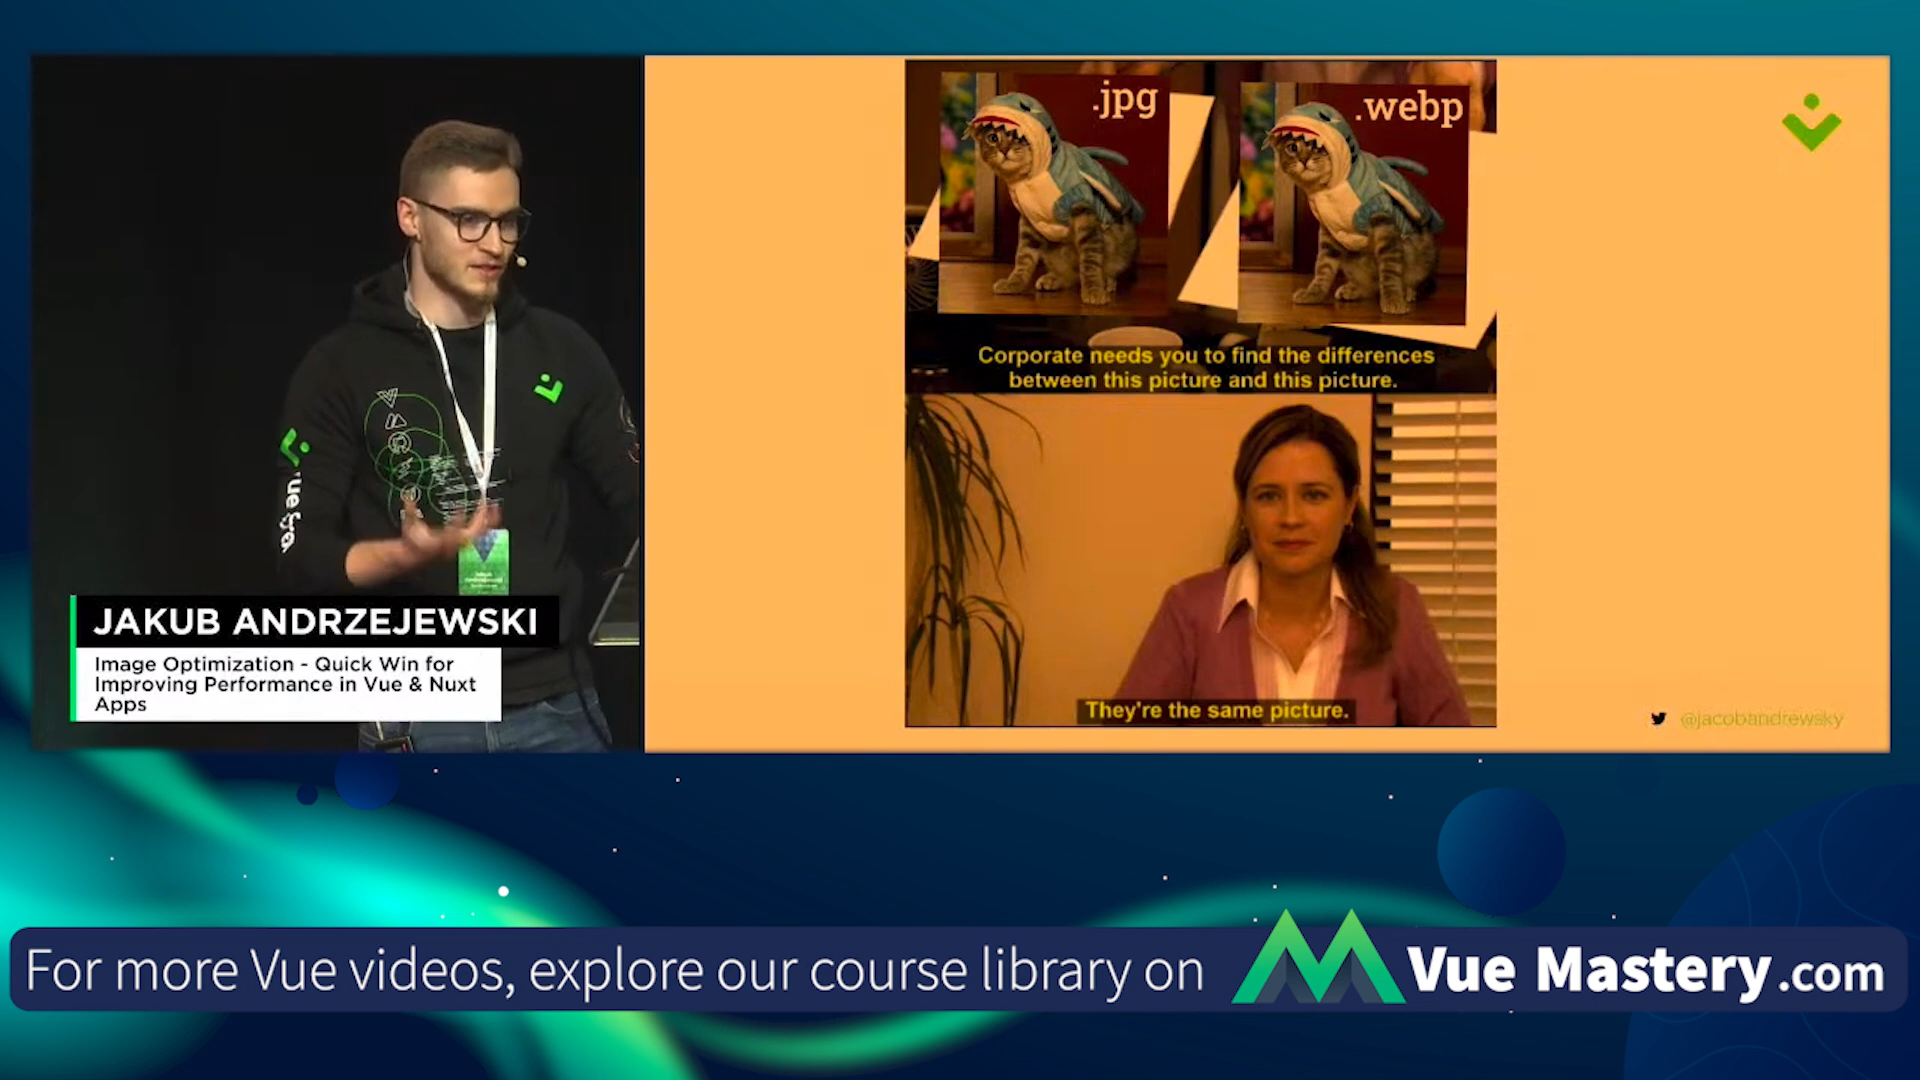 .jpg
.webp
Corporate needs you to find the differences
between this picture and this picture.
They're the same picture.
@jacobandrewsky
JAKUB ANDRZEJEWSKI
Image Optimization - Quick Win for
Improving Performance in Vue & Nuxt
Apps
For more Vue videos, explore our course library on Vue Mastery.com